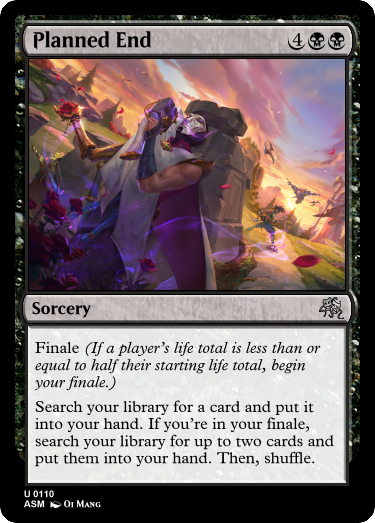 Planned End 4
Sorcery
Finale (If a player's life total is less than or
equal to half their starting life total, begin
your finale.)
Search your library for a card and put it
into your hand. If you're in your finale,
search your library for up to two cards and
put them into your hand. Then, shuffle.
U 0110
ASM Oi Mang